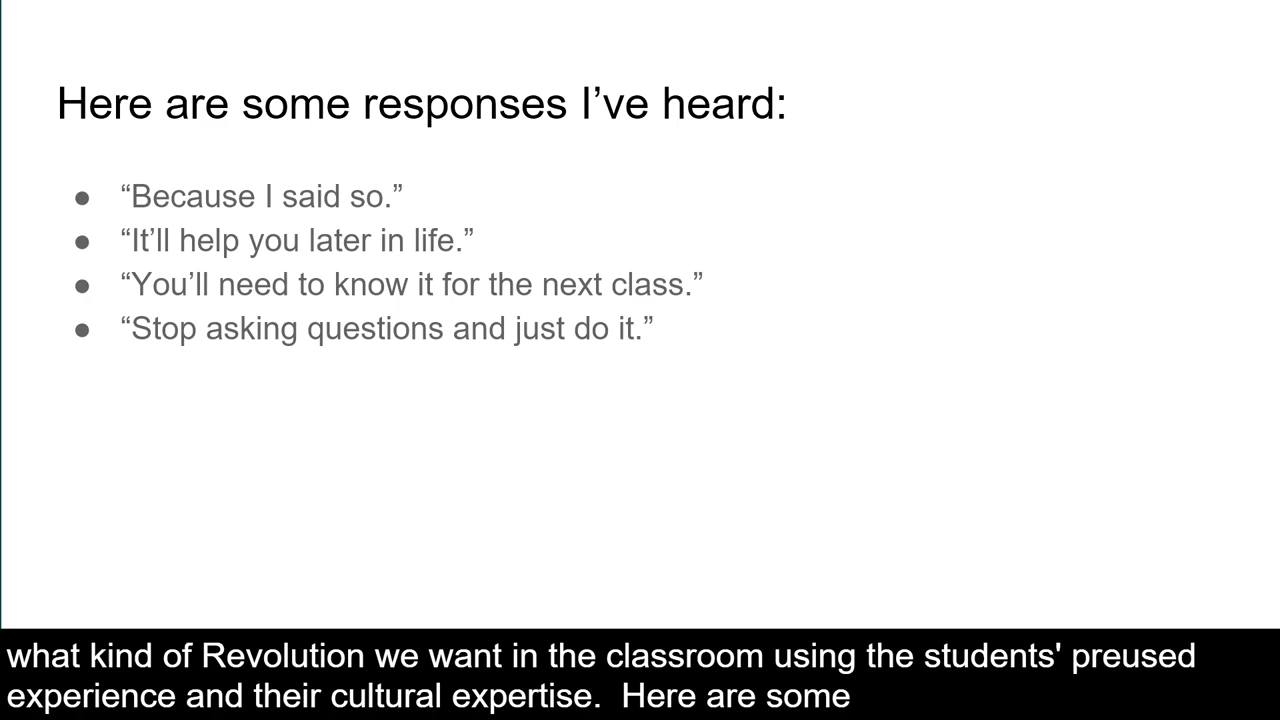 Here are some responses I’ve heard:
● “Because I said so.”
● “It’ll help you later in life.”
● “You’ll need to know it for the next class.”
● “Stop asking questions and just do it.”
what kind of Revolution we want in the classroom using the students' preused
experience and their cultural expertise.  Here are some